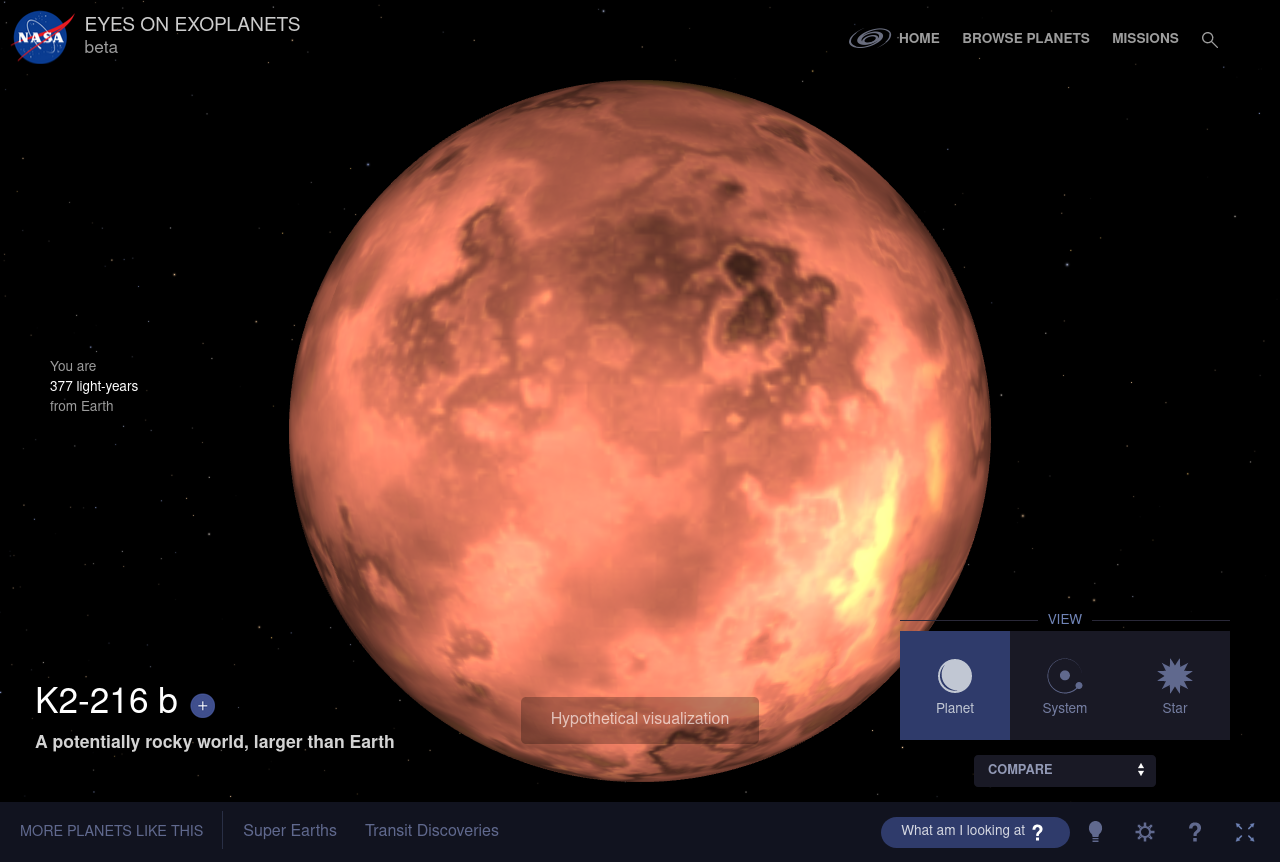 NASA
EYES ON EXOPLANETS
beta
HOME
BROWSE PLANETS
MISSIONS
You are
377 light-years
from Earth
K2-216 b +
A potentially rocky world, larger than Earth
Hypothetical visualization
VIEW
Planet
System
Star
COMPARE
MORE PLANETS LIKE THIS
Super Earths
Transit Discoveries
What am I looking at ?
?